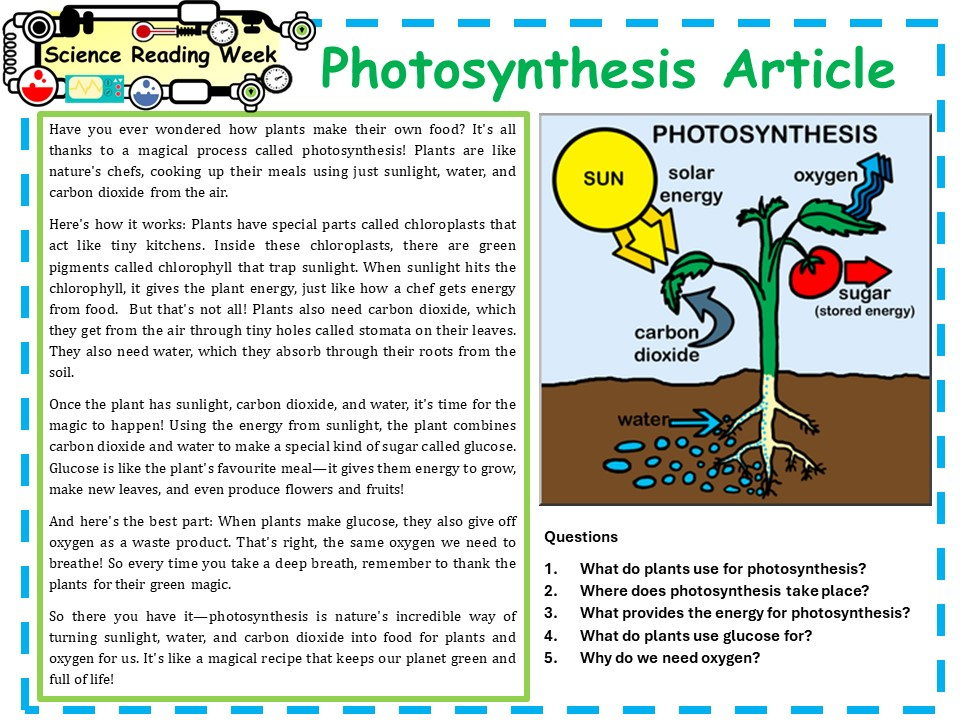 Science Reading Week
Photosynthesis Article
Have you ever wondered how plants make their own food? It's all
thanks to a magical process called photosynthesis! Plants are like
nature's chefs, cooking up their meals using just sunlight, water, and
carbon dioxide from the air.
Here's how it works: Plants have special parts called chloroplasts that
act like tiny kitchens. Inside these chloroplasts, there are green
pigments called chlorophyll that trap sunlight. When sunlight hits the
chlorophyll, it gives the plant energy, just like how a chef gets energy
from food. But that's not all! Plants also need carbon dioxide, which
they get from the air through tiny holes called stomata on their leaves.
They also need water, which they absorb through their roots from the
soil.
Once the plant has sunlight, carbon dioxide, and water, it's time for the
magic to happen! Using the energy from sunlight, the plant combines
carbon dioxide and water to make a special kind of sugar called glucose.
Glucose is like the plant's favourite meal—it gives them energy to grow,
make new leaves, and even produce flowers and fruits!
And here's the best part: When plants make glucose, they also give off
oxygen as a waste product. That's right, the same oxygen we need to
breathe! So every time you take a deep breath, remember to thank the
plants for their green magic.
So there you have it—photosynthesis is nature's incredible way of
turning sunlight, water, and carbon dioxide into food for plants and
oxygen for us. It's like a magical recipe that keeps our planet green and
full of life!
PHOTOSYNTHESIS
SUN
solar
energy
oxygen
sugar
(stored energy)
carbon
dioxide
water
Questions
1. What do plants use for photosynthesis?
2. Where does photosynthesis take place?
3. What provides the energy for photosynthesis?
4. What do plants use glucose for?
5. Why do we need oxygen?